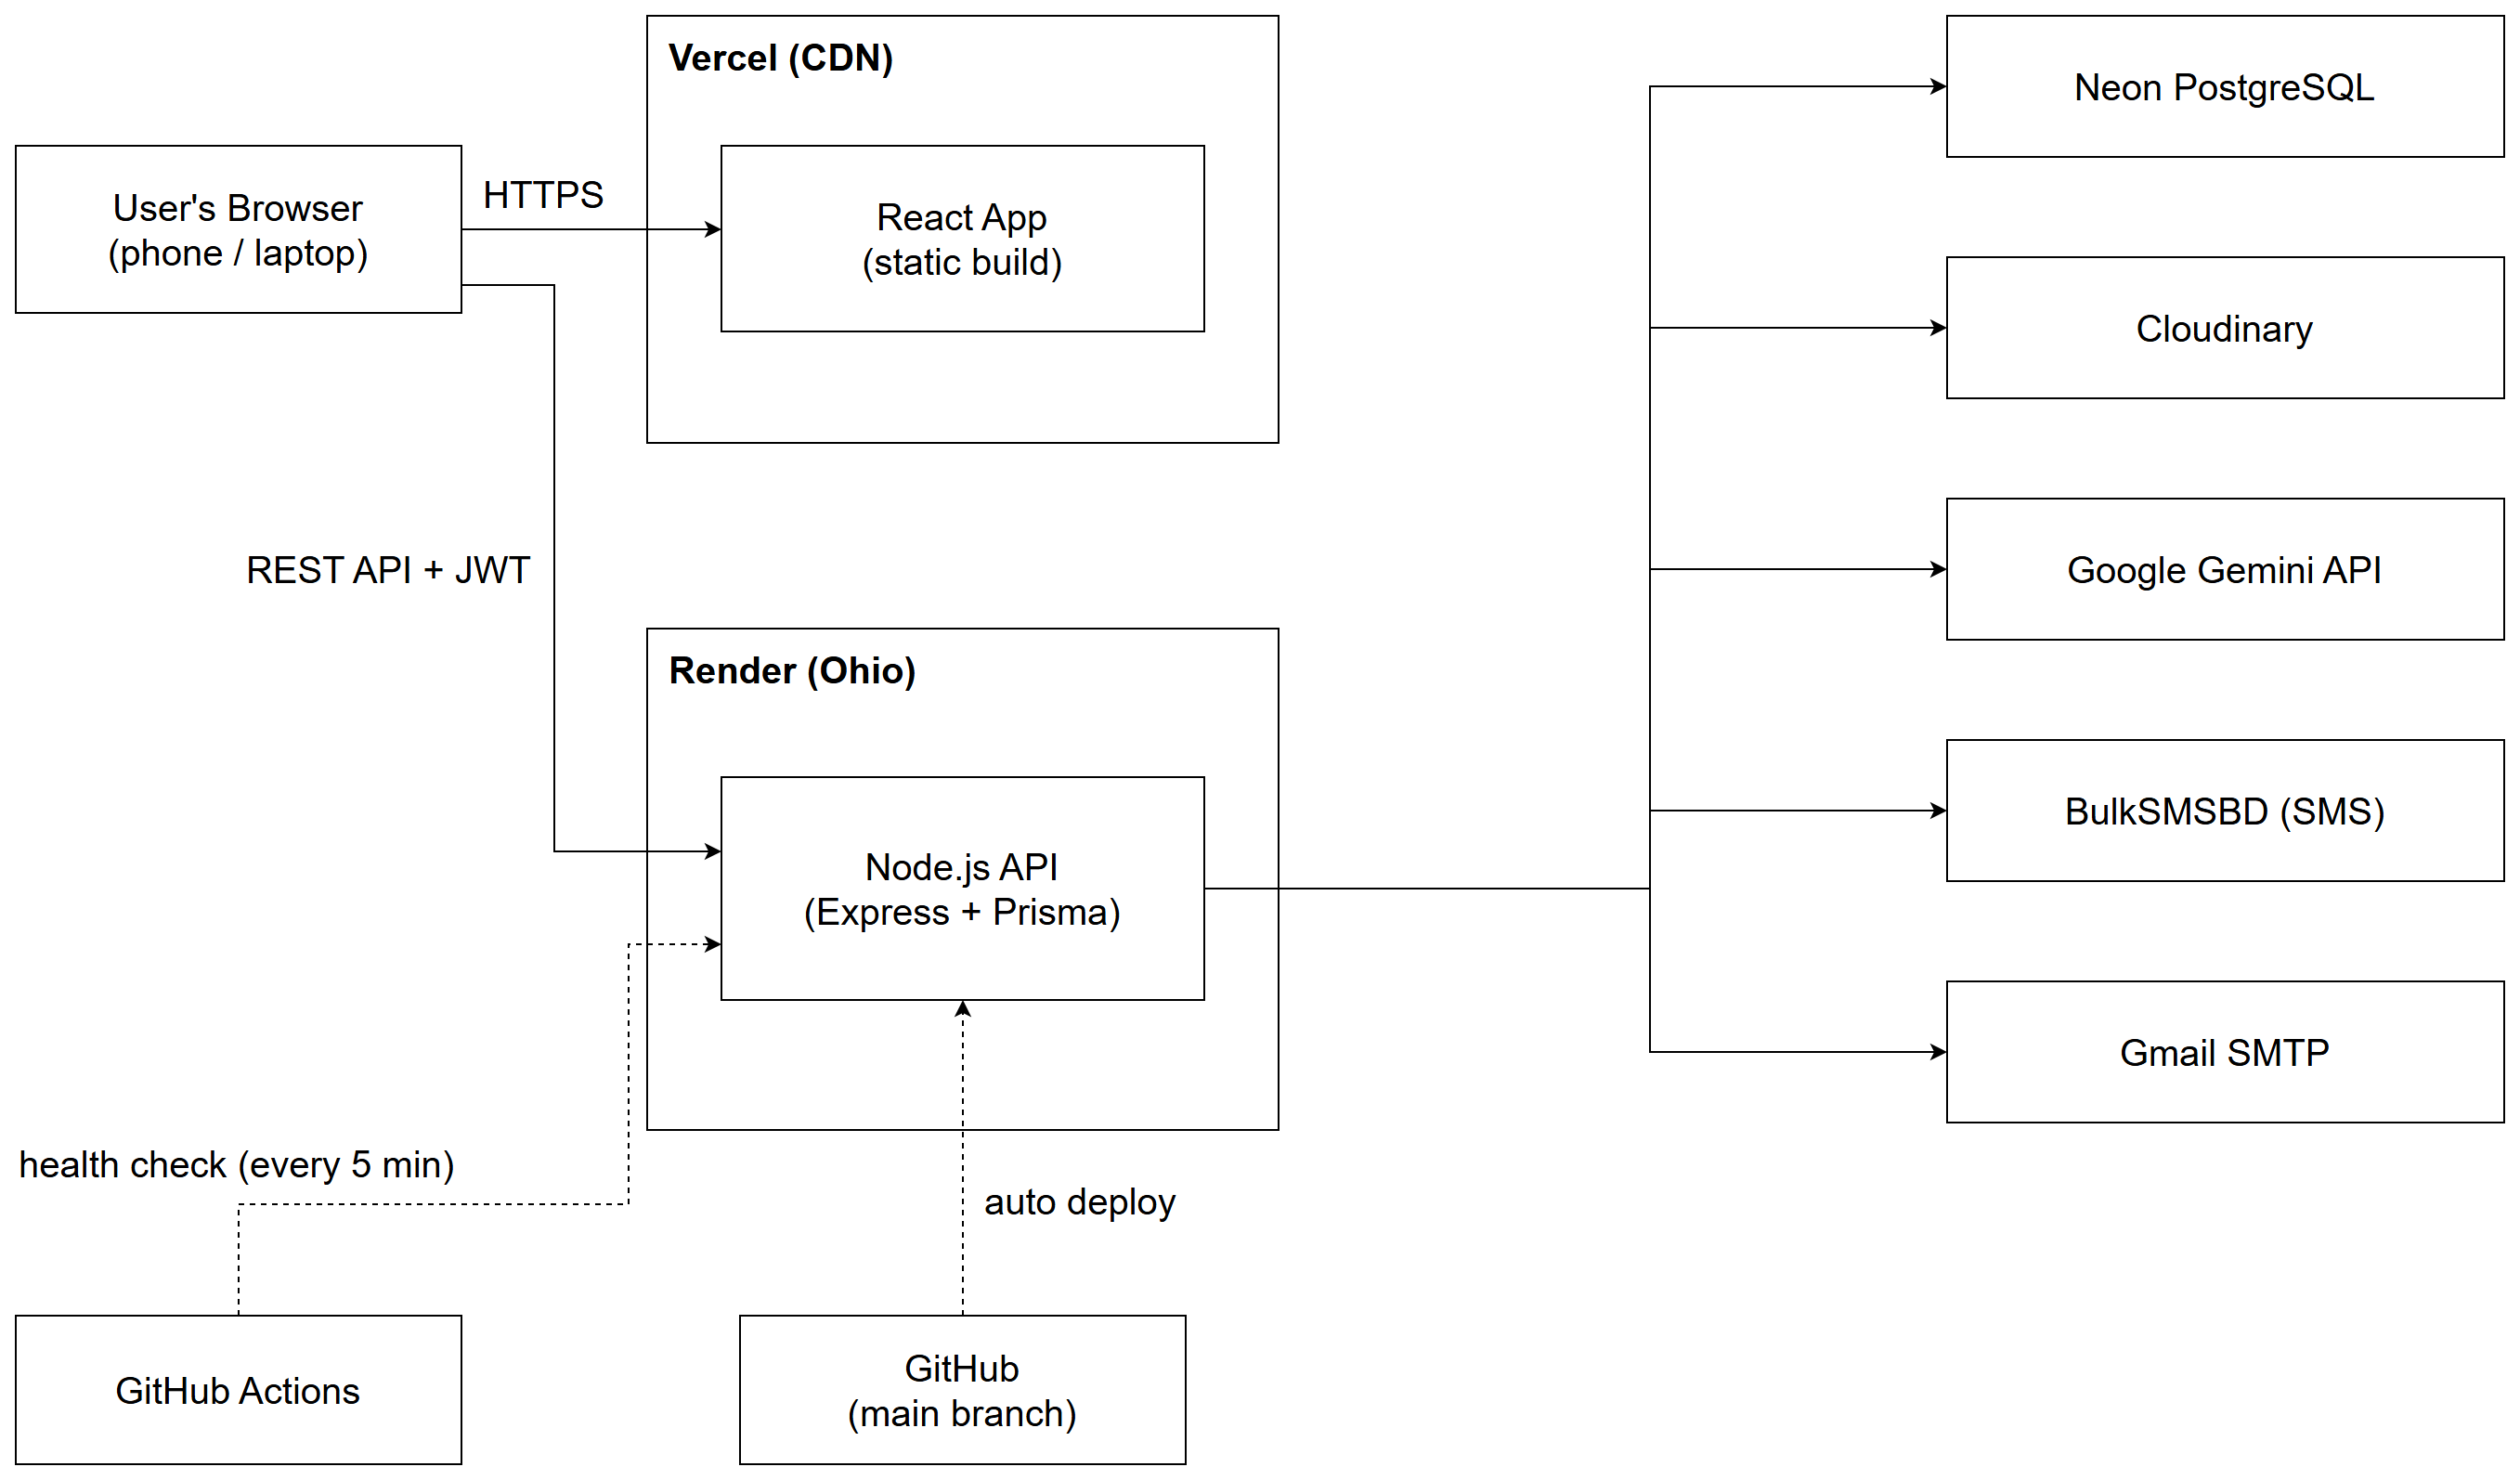 Vercel (CDN)
User's Browser
(phone / laptop)
HTTPS
React App
(static build)
REST API + JWT
Render (Ohio)
Node.js API
(Express + Prisma)
health check (every 5 min)
auto deploy
GitHub Actions
GitHub
(main branch)
Neon PostgreSQL
Cloudinary
Google Gemini API
BulkSMSBD (SMS)
Gmail SMTP